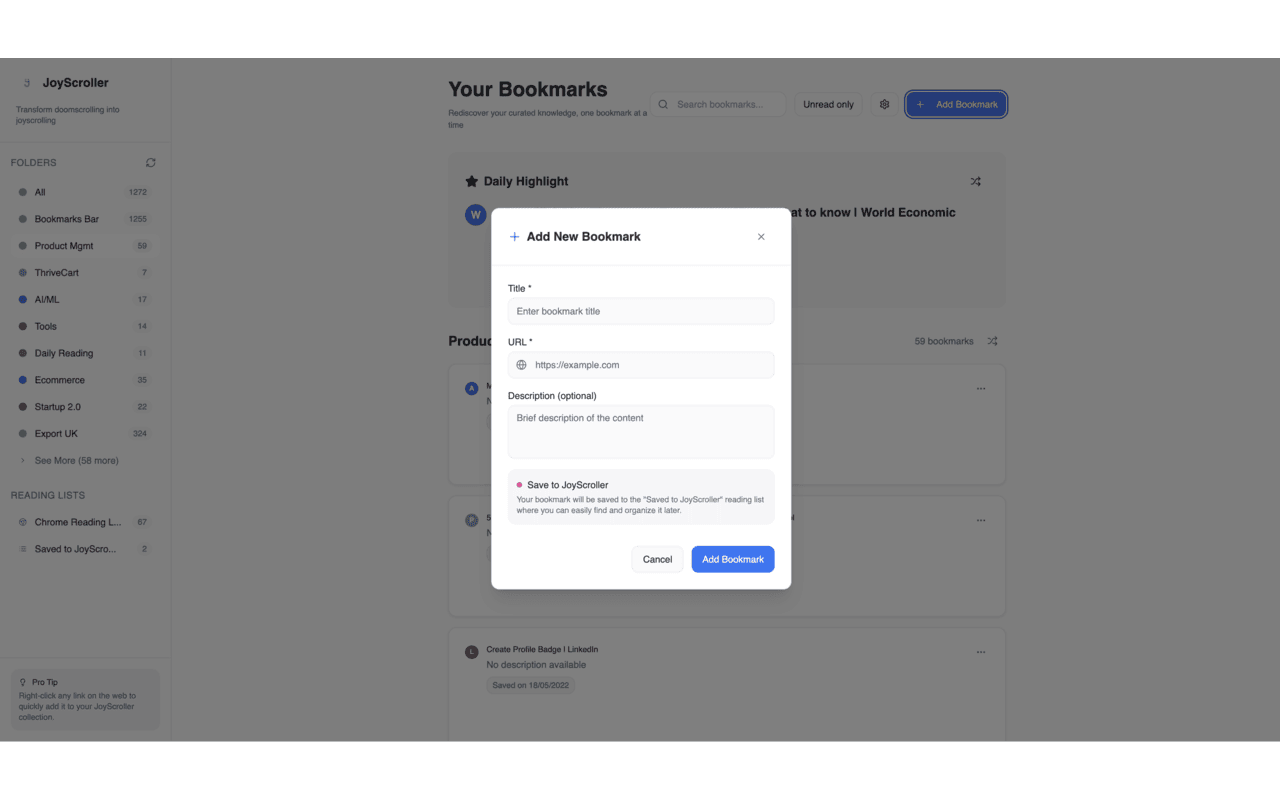 JoyScroller
Transform doomscrolling into
joyscrolling
FOLDERS
All 1272
Bookmarks Bar 1255
Product Mgmt 59
ThriveCart 7
AI/ML 17
Tools 14
Daily Reading 11
Ecommerce 35
Startup 2.0 22
Export UK 324
See More (58 more)
READING LISTS
Chrome Reading L... 67
Saved to JoyScro... 2
Pro Tip
Right-click any link on the web to
quickly add it to your JoyScroller
collection.
Your Bookmarks
Rediscover your curated knowledge, one bookmark at a
time
Search bookmarks...
Unread only
+ Add Bookmark
Daily Highlight
W
at to know | World Economic
Produc
59 bookmarks
A
M
N
P
5
N
L
Create Profile Badge | LinkedIn
No description available
Saved on 18/05/2022
+ Add New Bookmark
Title *
Enter bookmark title
URL *
https://example.com
Description (optional)
Brief description of the content
Save to JoyScroller
Your bookmark will be saved to the "Saved to JoyScroller" reading list
where you can easily find and organize it later.
Cancel
Add Bookmark